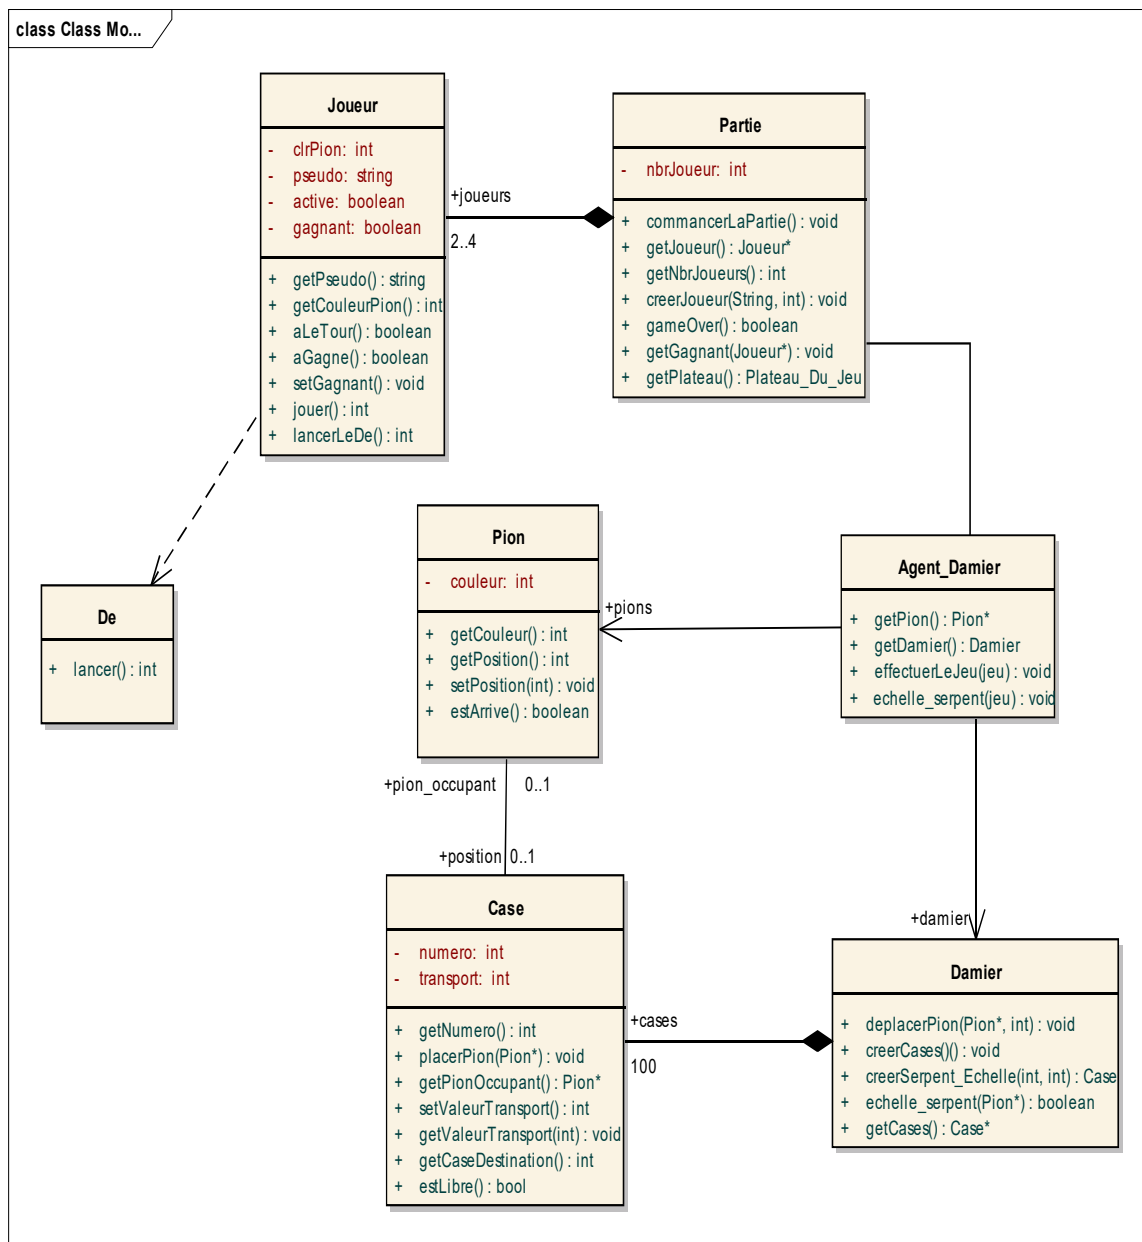 class Class Mo...
Joueur
- clrPion: int
- pseudo: string
- active: boolean
- gagnant: boolean
+ getPseudo() : string
+ getCouleurPion() : int
+ aLeTour() : boolean
+ aGagne() : boolean
+ setGagnant() : void
+ jouer() : int
+ lancerLeDe() : int
+joueurs
2..4
Partie
- nbrJoueur: int
+ commancerLaPartie() : void
+ getJoueur() : Joueur*
+ getNbrJoueurs() : int
+ creerJoueur(String, int) : void
+ gameOver() : boolean
+ getGagnant(Joueur*) : void
+ getPlateau() : Plateau_Du_Jeu
De
+ lancer() : int
Pion
- couleur: int
+ getCouleur() : int
+ getPosition() : int
+ setPosition(int) : void
+ estArrive() : boolean
+pions
Agent_Damier
+ getPion() : Pion*
+ getDamier() : Damier
+ effectuerLeJeu(jeu) : void
+ echelle_serpent(jeu) : void
+pion_occupant 0..1
+position 0..1
+damier
Case
- numero: int
- transport: int
+ getNumero() : int
+ placerPion(Pion*) : void
+ getPionOccupant() : Pion*
+ setValeurTransport() : int
+ getValeurTransport(int) : void
+ getCaseDestination() : int
+ estLibre() : bool
+cases
100
Damier
+ deplacerPion(Pion*, int) : void
+ creerCases()() : void
+ creerSerpent_Echelle(int, int) : Case
+ echelle_serpent(Pion*) : boolean
+ getCases() : Case*